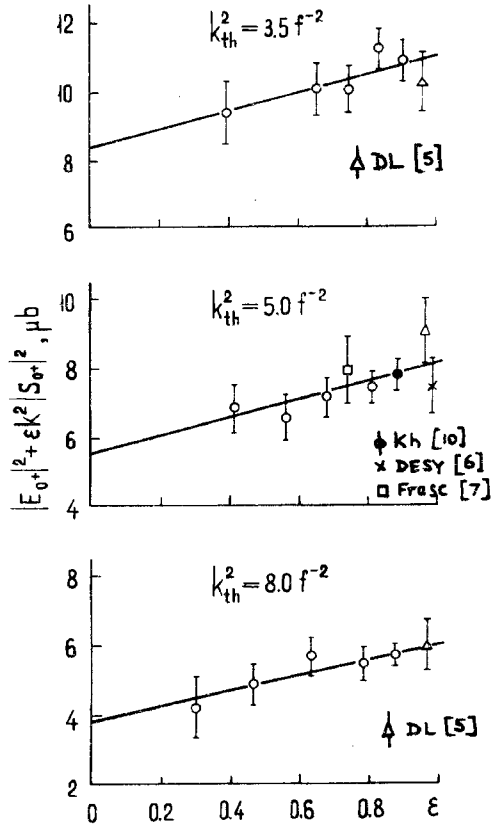 |E₀₊|² + εK²|S₀₊|², μb
12
10
8
6
k²th = 3.5 f⁻²
DL [5]
10
8
6
4
k²th = 5.0 f⁻²
Kh [10]
DESY [6]
Frasc [7]
8
6
4
2
k²th = 8.0 f⁻²
DL [5]
0 0.2 0.4 0.6 0.8 ε